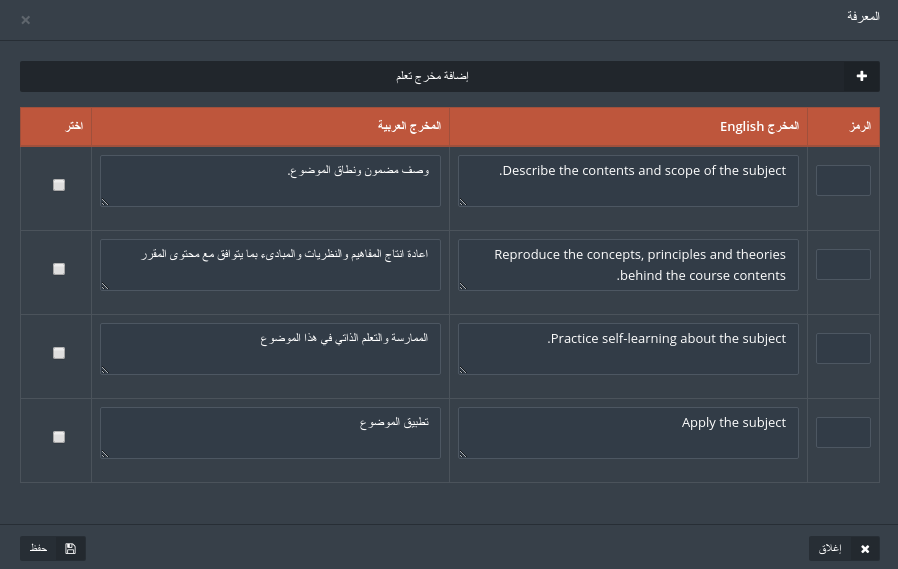 المعرفة
إضافة مخرج تعلم
الرمز
المخرج English
المخرج العربية
اختر
Describe the contents and scope of the subject.
وصف مضمون ونطاق الموضوع.
Reproduce the concepts, principles and theories
behind the course contents.
اعادة انتاج المفاهيم والنظريات والمبادىء بما يتوافق مع محتوى المقرر
Practice self-learning about the subject.
الممارسة والتعلم الذاتي في هذا الموضوع
Apply the subject
تطبيق الموضوع
إغلاق
حفظ